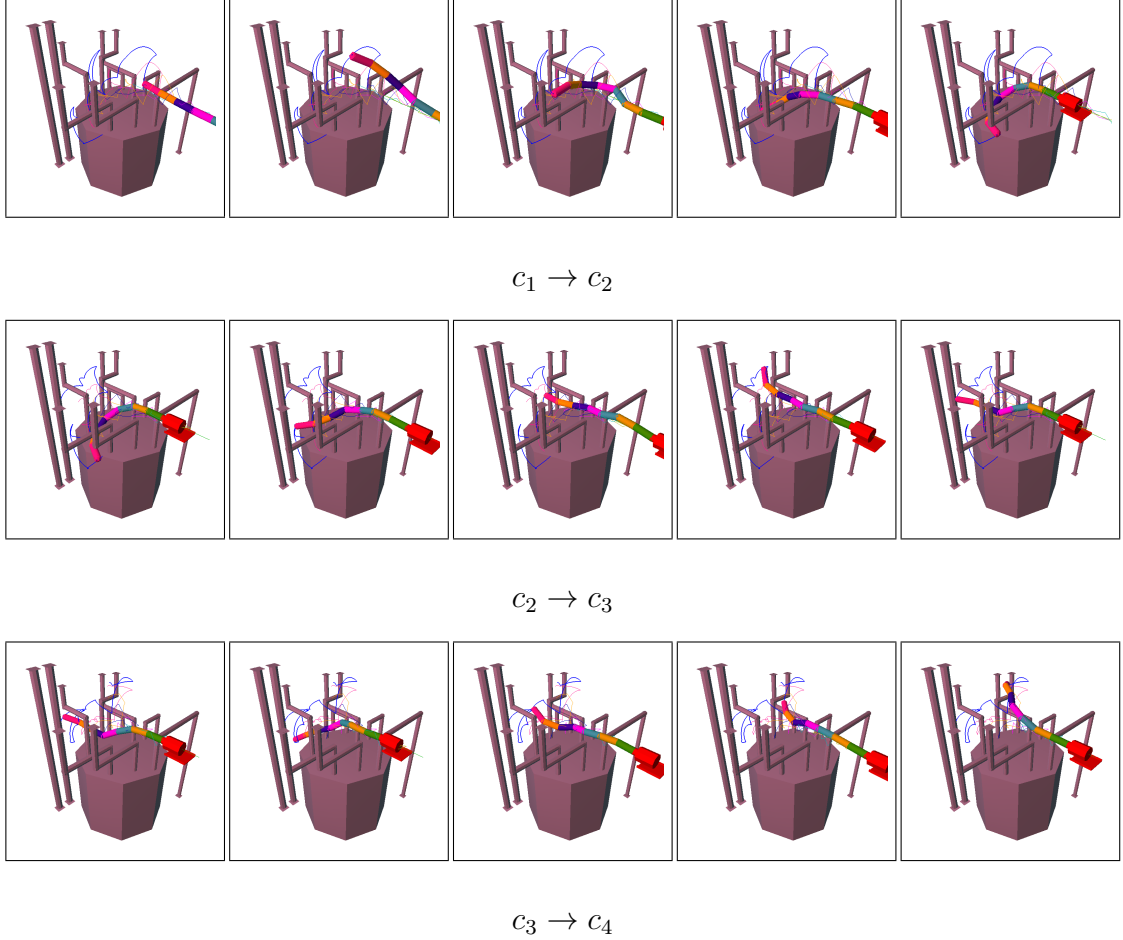 c₁ → c₂
c₂ → c₃
c₃ → c₄